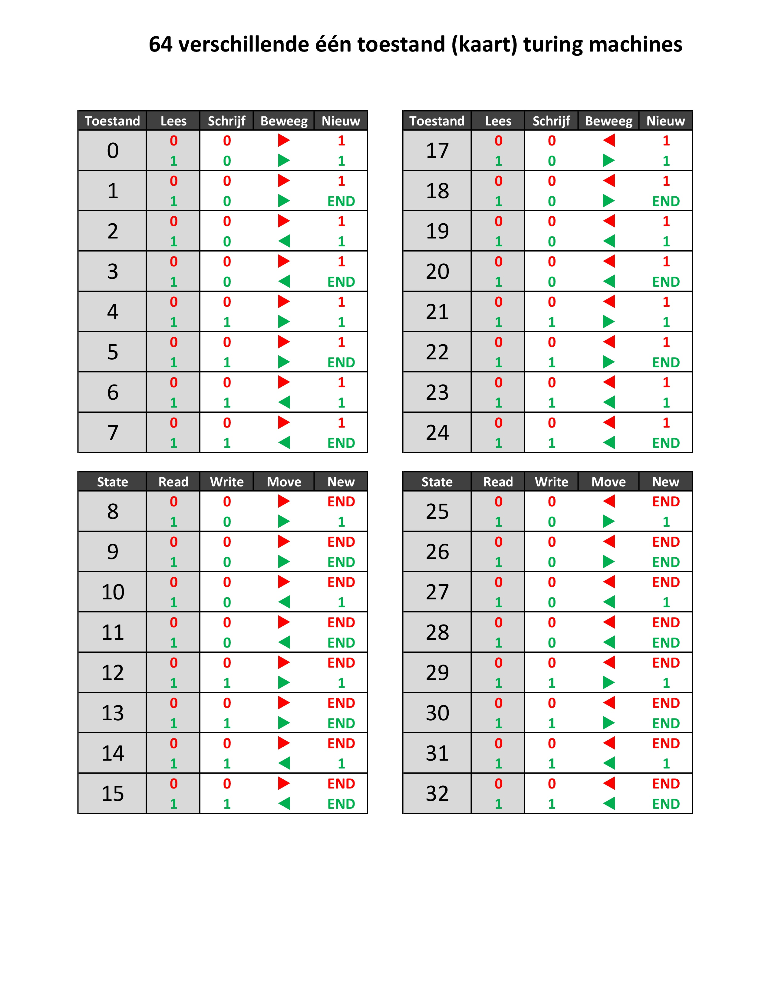 64 verschillende één toestand (kaart) turing machines
Toestand Lees Schrijf Beweeg Nieuw
0
0 0 ▶ 1
1 0 ▶ 1
1
0 0 ▶ 1
1 0 ▶ END
2
0 0 ▶ 1
1 0 ◀ 1
3
0 0 ▶ 1
1 0 ◀ END
4
0 0 ▶ 1
1 1 ▶ 1
5
0 0 ▶ 1
1 1 ▶ END
6
0 0 ▶ 1
1 1 ◀ 1
7
0 0 ▶ 1
1 1 ◀ END
State Read Write Move New
8
0 0 ▶ END
1 0 ▶ 1
9
0 0 ▶ END
1 0 ▶ END
10
0 0 ▶ END
1 0 ◀ 1
11
0 0 ▶ END
1 0 ◀ END
12
0 0 ▶ END
1 1 ▶ 1
13
0 0 ▶ END
1 1 ▶ END
14
0 0 ▶ END
1 1 ◀ 1
15
0 0 ▶ END
1 1 ◀ END
Toestand Lees Schrijf Beweeg Nieuw
17
0 0 ◀ 1
1 0 ▶ 1
18
0 0 ◀ 1
1 0 ▶ END
19
0 0 ◀ 1
1 0 ◀ 1
20
0 0 ◀ 1
1 0 ◀ END
21
0 0 ◀ 1
1 1 ▶ 1
22
0 0 ◀ 1
1 1 ▶ END
23
0 0 ◀ 1
1 1 ◀ 1
24
0 0 ◀ 1
1 1 ◀ END
State Read Write Move New
25
0 0 ◀ END
1 0 ▶ 1
26
0 0 ◀ END
1 0 ▶ END
27
0 0 ◀ END
1 0 ◀ 1
28
0 0 ◀ END
1 0 ◀ END
29
0 0 ◀ END
1 1 ▶ 1
30
0 0 ◀ END
1 1 ▶ END
31
0 0 ◀ END
1 1 ◀ 1
32
0 0 ◀ END
1 1 ◀ END